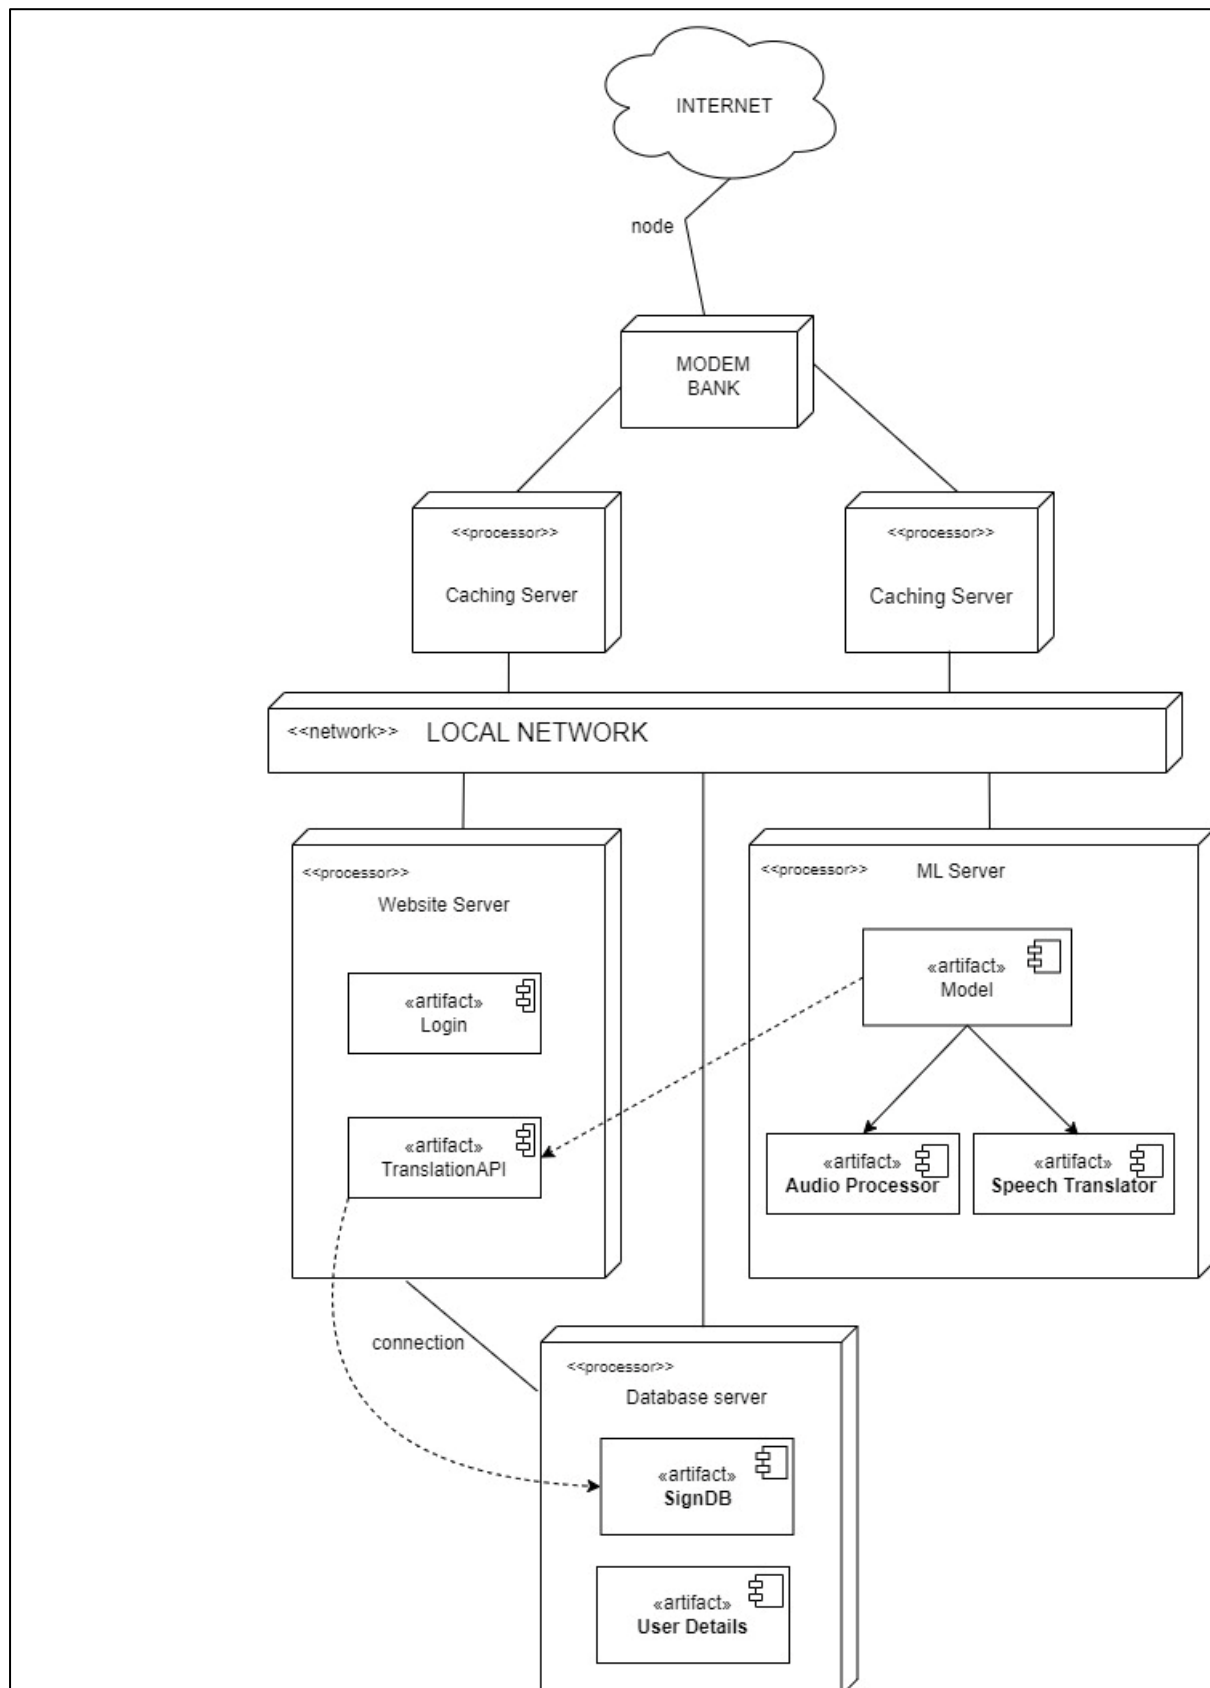 INTERNET
node
MODEM
BANK
<<processor>>
Caching Server
<<processor>>
Caching Server
<<network>> LOCAL NETWORK
<<processor>>
Website Server
«artifact»
Login
«artifact»
TranslationAPI
<<processor>> ML Server
«artifact»
Model
«artifact»
Audio Processor
«artifact»
Speech Translator
connection
<<processor>>
Database server
«artifact»
SignDB
«artifact»
User Details